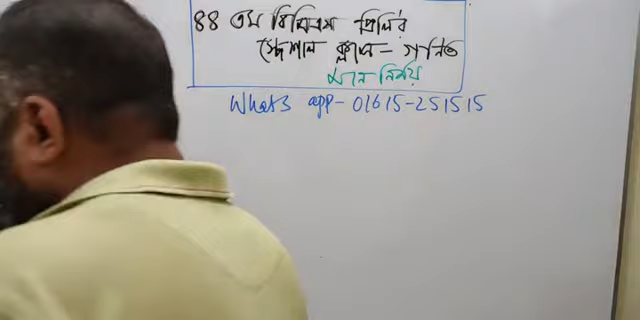 ৪৪ তম বিসিএস প্রিলির
স্পেশাল ক্লাস - গণিত
মান নির্ণয়
Whats app - 01615-251515